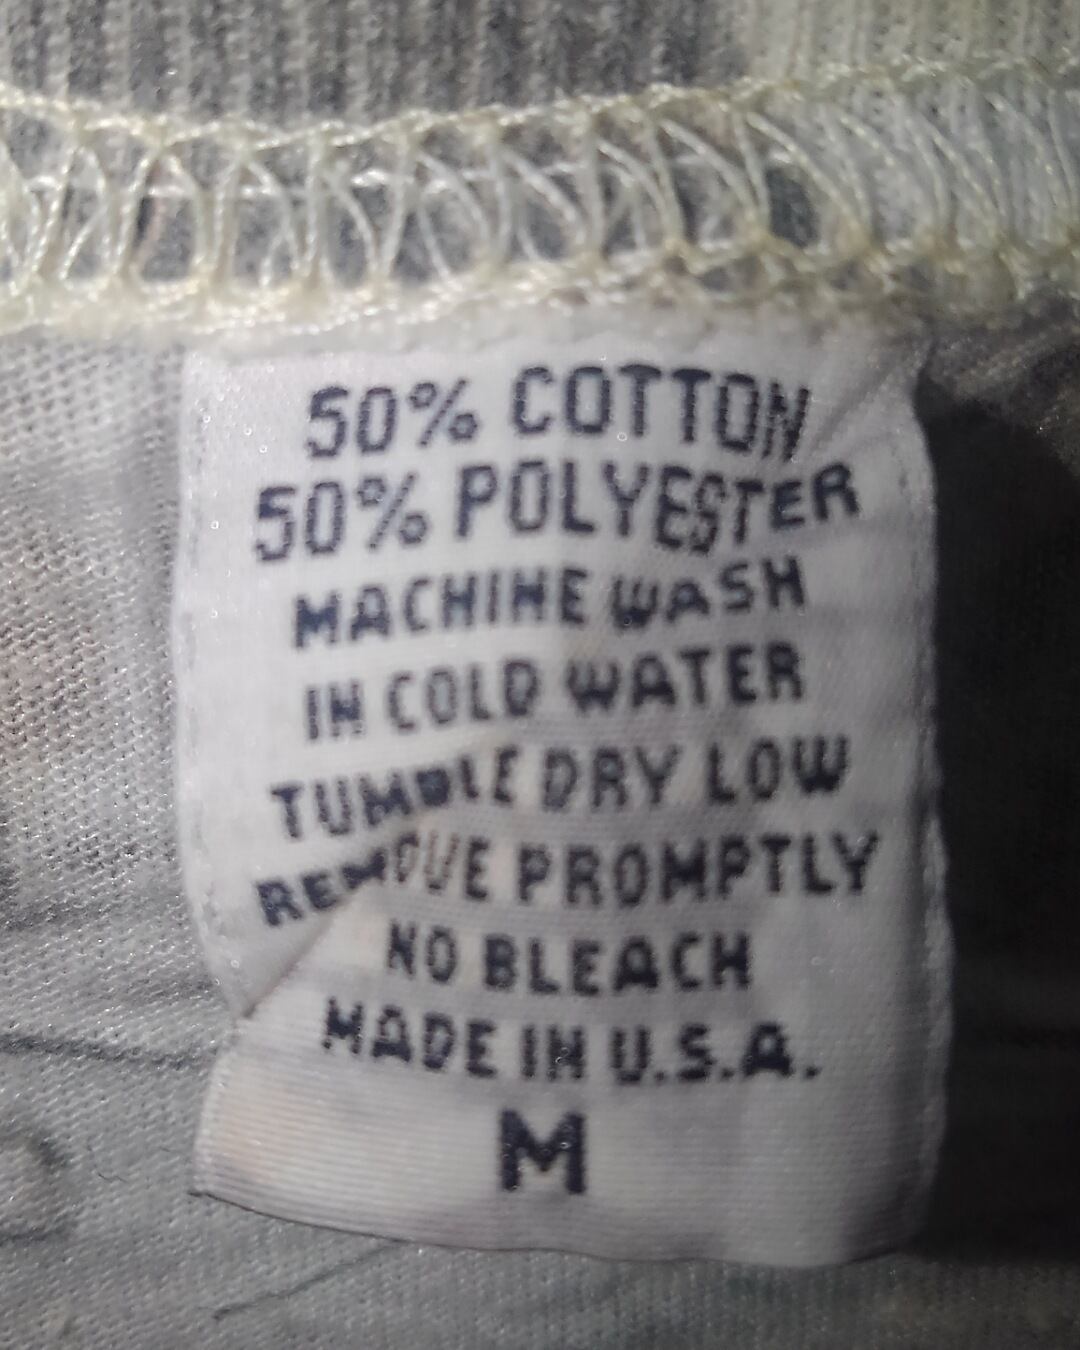 50% COTTON
50% POLYESTER
MACHINE WASH
IN COLD WATER
TUMBLE DRY LOW
REMOVE PROMPTLY
NO BLEACH
MADE IN U.S.A.
M